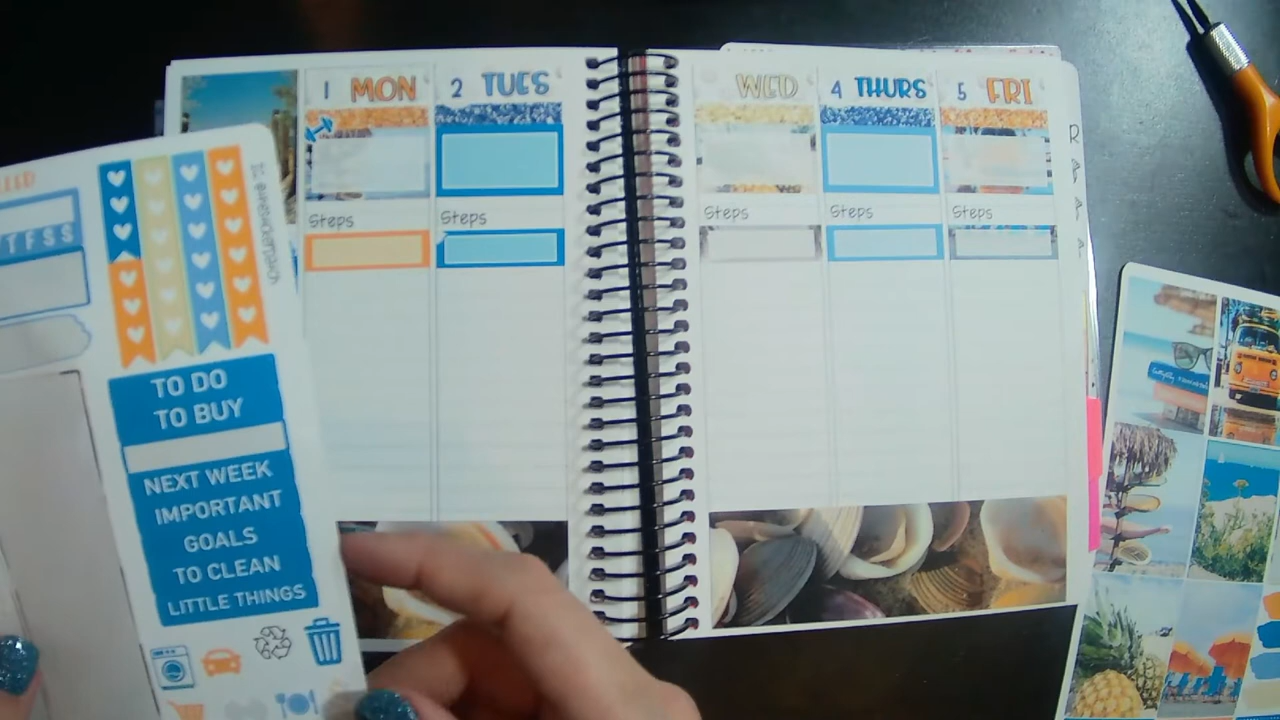 1 MON
2 TUES
WED
4 THURS
5 FRI
Steps
Steps
Steps
Steps
Steps
T F S S
TO DO
TO BUY
NEXT WEEK
IMPORTANT
GOALS
TO CLEAN
LITTLE THINGS